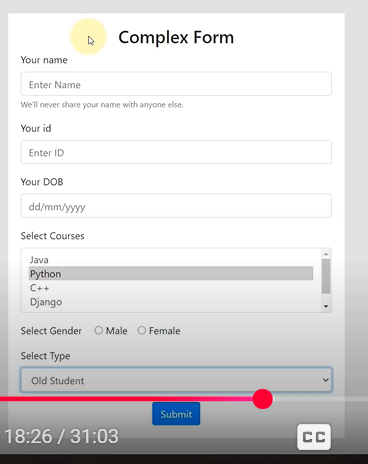 Complex Form
Your name
Enter Name
We'll never share your name with anyone else.
Your id
Enter ID
Your DOB
dd/mm/yyyy
Select Courses
Java
Python
C++
Django
Select Gender Male Female
Select Type
Old Student
Submit
18:26 / 31:03 CC